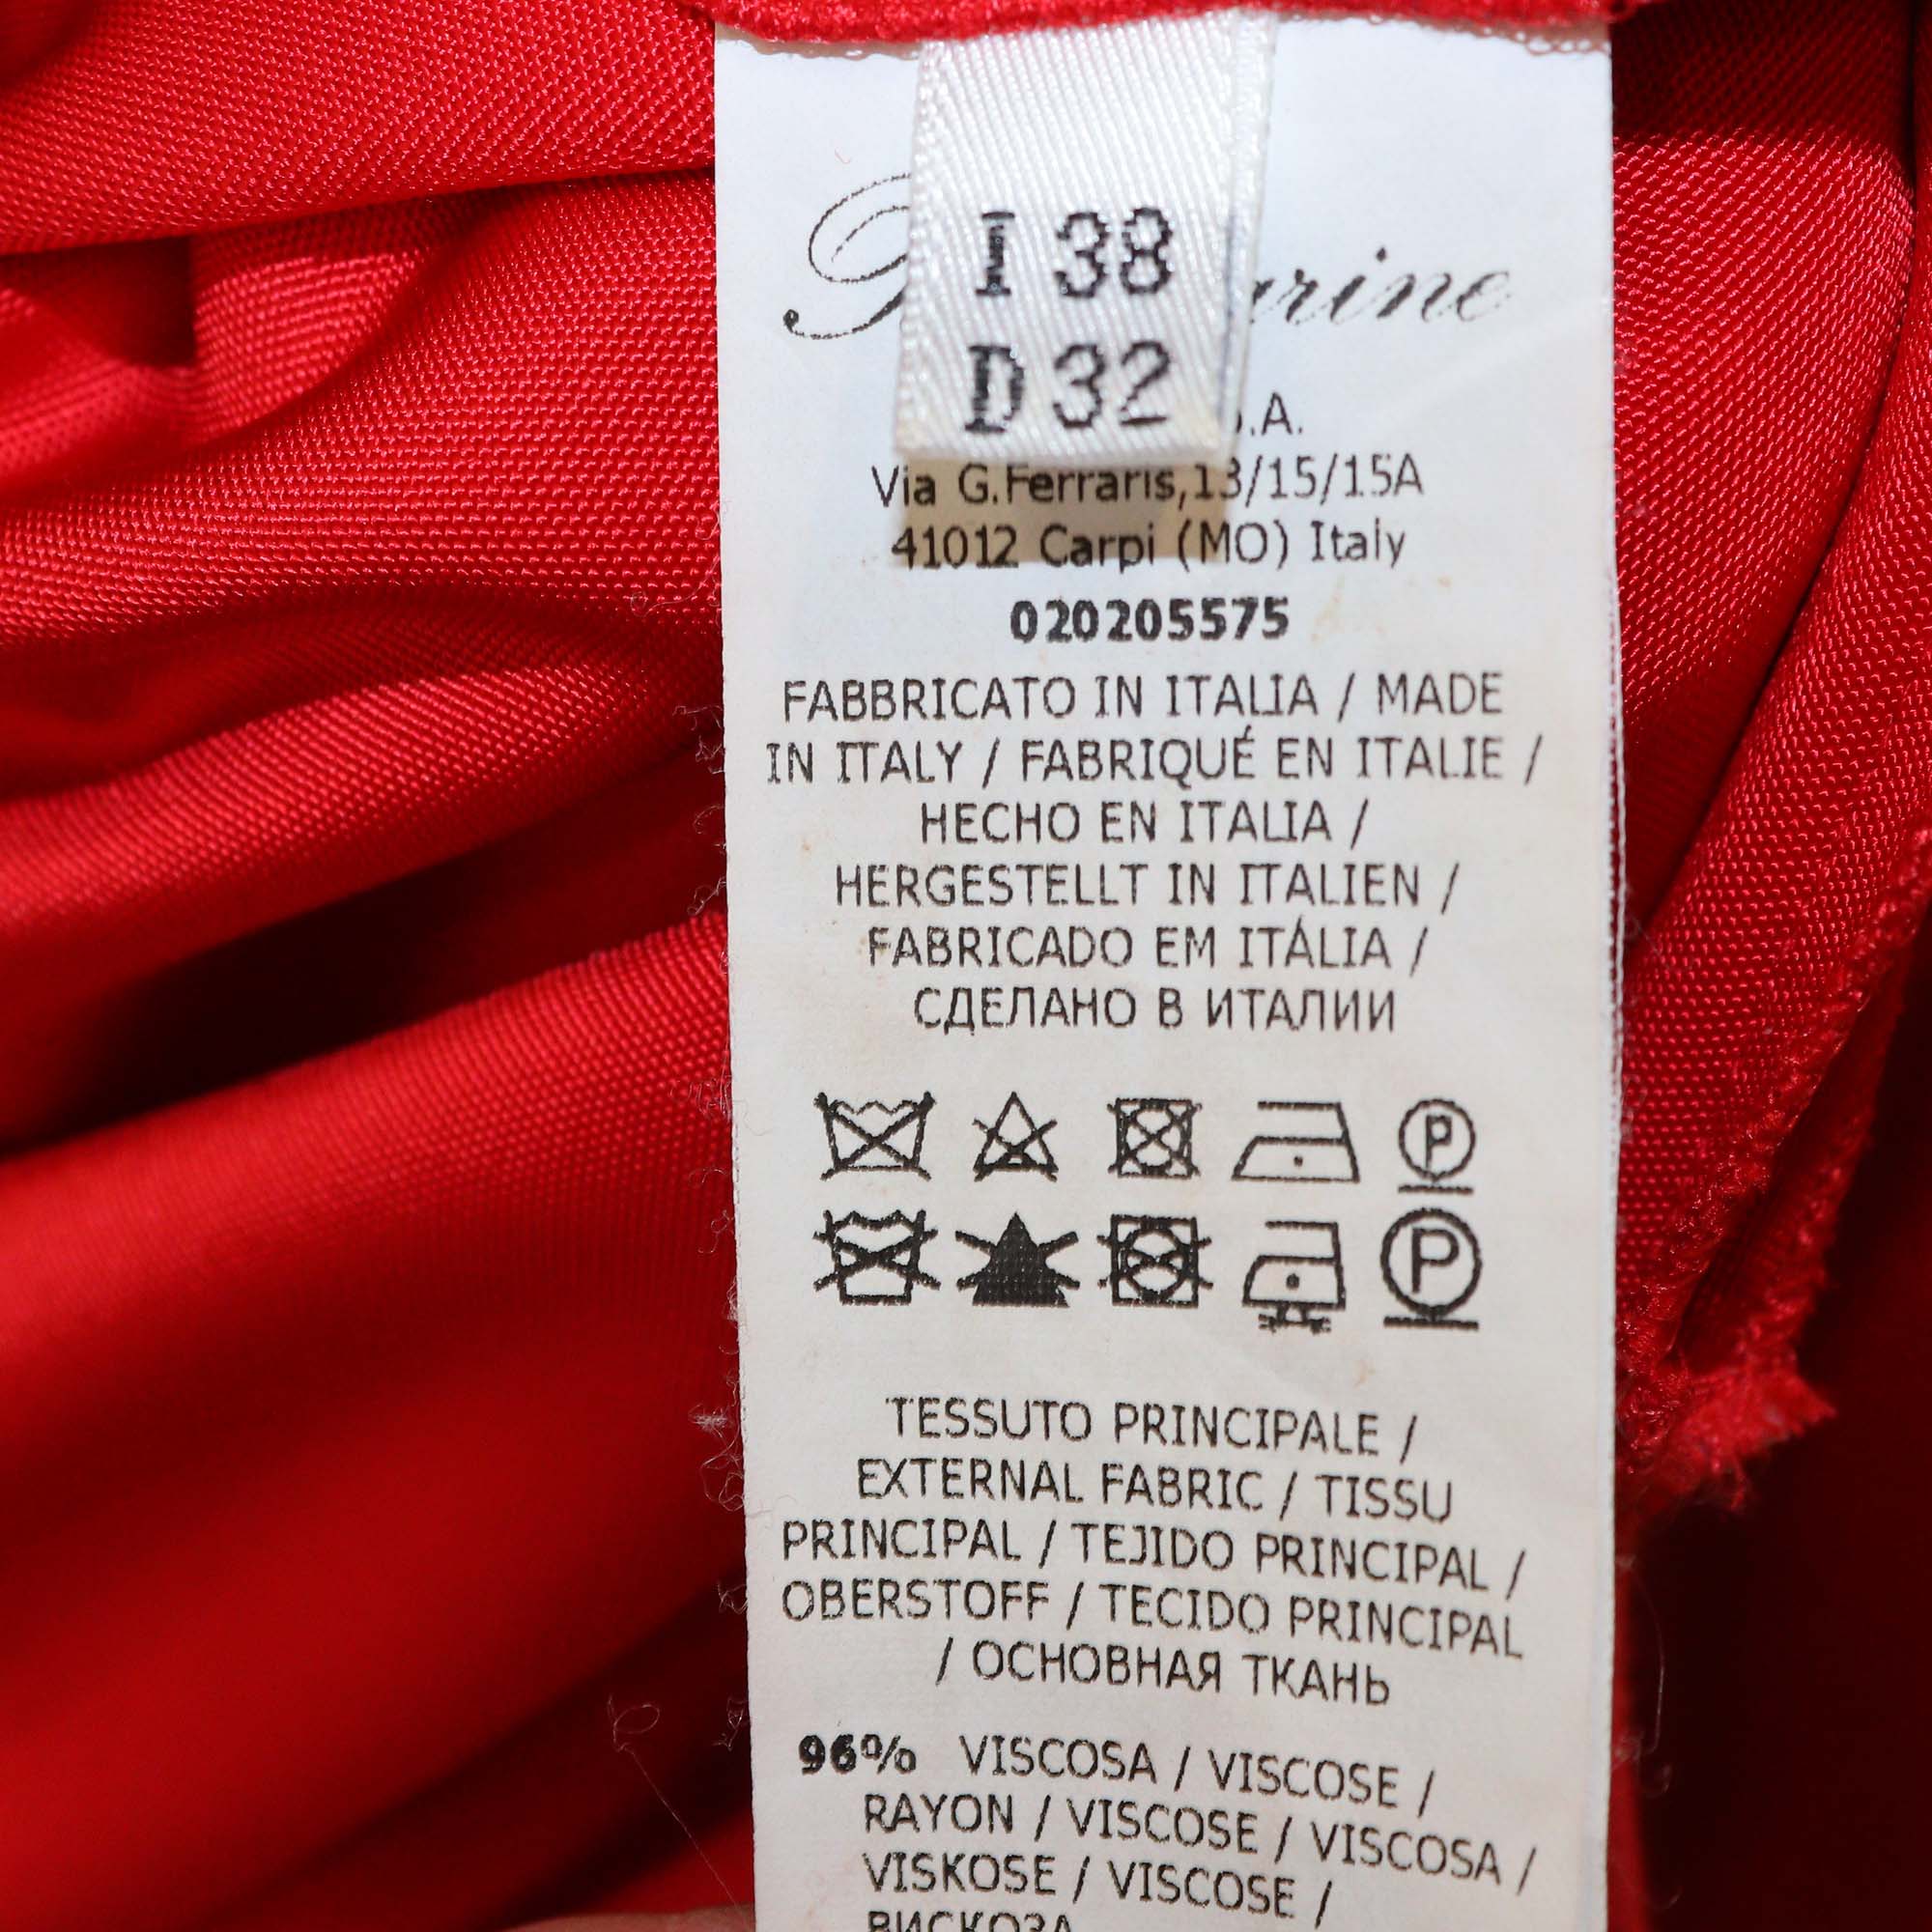 I 38
D 32
Via G.Ferraris,13/15/15A
41012 Carpi (MO) Italy
020205575
FABBRICATO IN ITALIA / MADE
IN ITALY / FABRIQUÉ EN ITALIE /
HECHO EN ITALIA /
HERGESTELLT IN ITALIEN /
FABRICADO EM ITÁLIA /
СДЕЛАНО В ИТАЛИИ
P
P
TESSUTO PRINCIPALE /
EXTERNAL FABRIC / TISSU
PRINCIPAL / TEJIDO PRINCIPAL /
OBERSTOFF / TECIDO PRINCIPAL
/ ОСНОВНАЯ ТКАНЬ
96% VISCOSA / VISCOSE /
RAYON / VISCOSE / VISCOSA /
VISKOSE / VISCOSE /
ВИСКОЗА